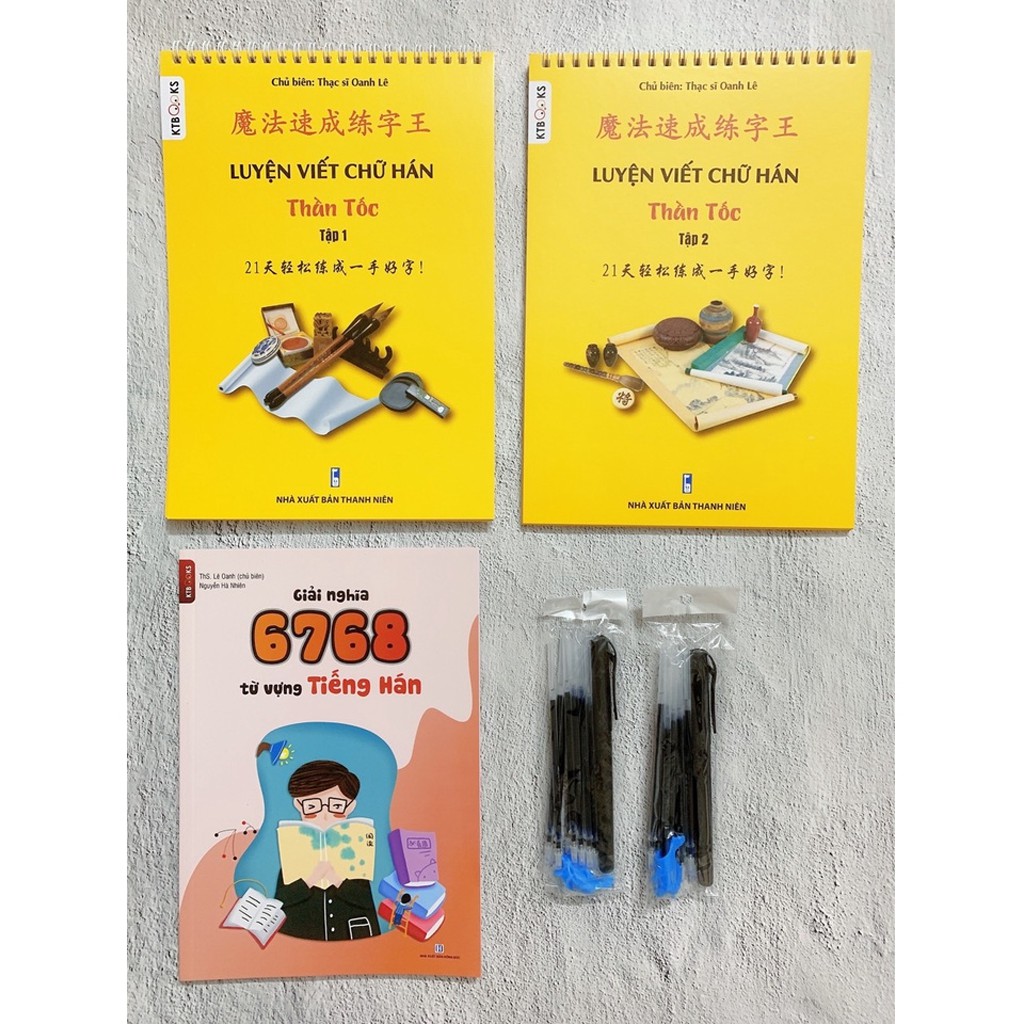 KTBOOKS
Chủ biên: Thạc sĩ Oanh Lê
魔法速成练字王
LUYỆN VIẾT CHỮ HÁN
Thần Tốc
Tập 1
21天轻松练成一手好字!
NHÀ XUẤT BẢN THANH NIÊN
KTBOOKS
Chủ biên: Thạc sĩ Oanh Lê
魔法速成练字王
LUYỆN VIẾT CHỮ HÁN
Thần Tốc
Tập 2
21天轻松练成一手好字!
将
NHÀ XUẤT BẢN THANH NIÊN
KTBOOKS
ThS. Lê Oanh (chủ biên)
Nguyễn Hà Nhiên
Giải nghĩa
6768
từ vựng Tiếng Hán